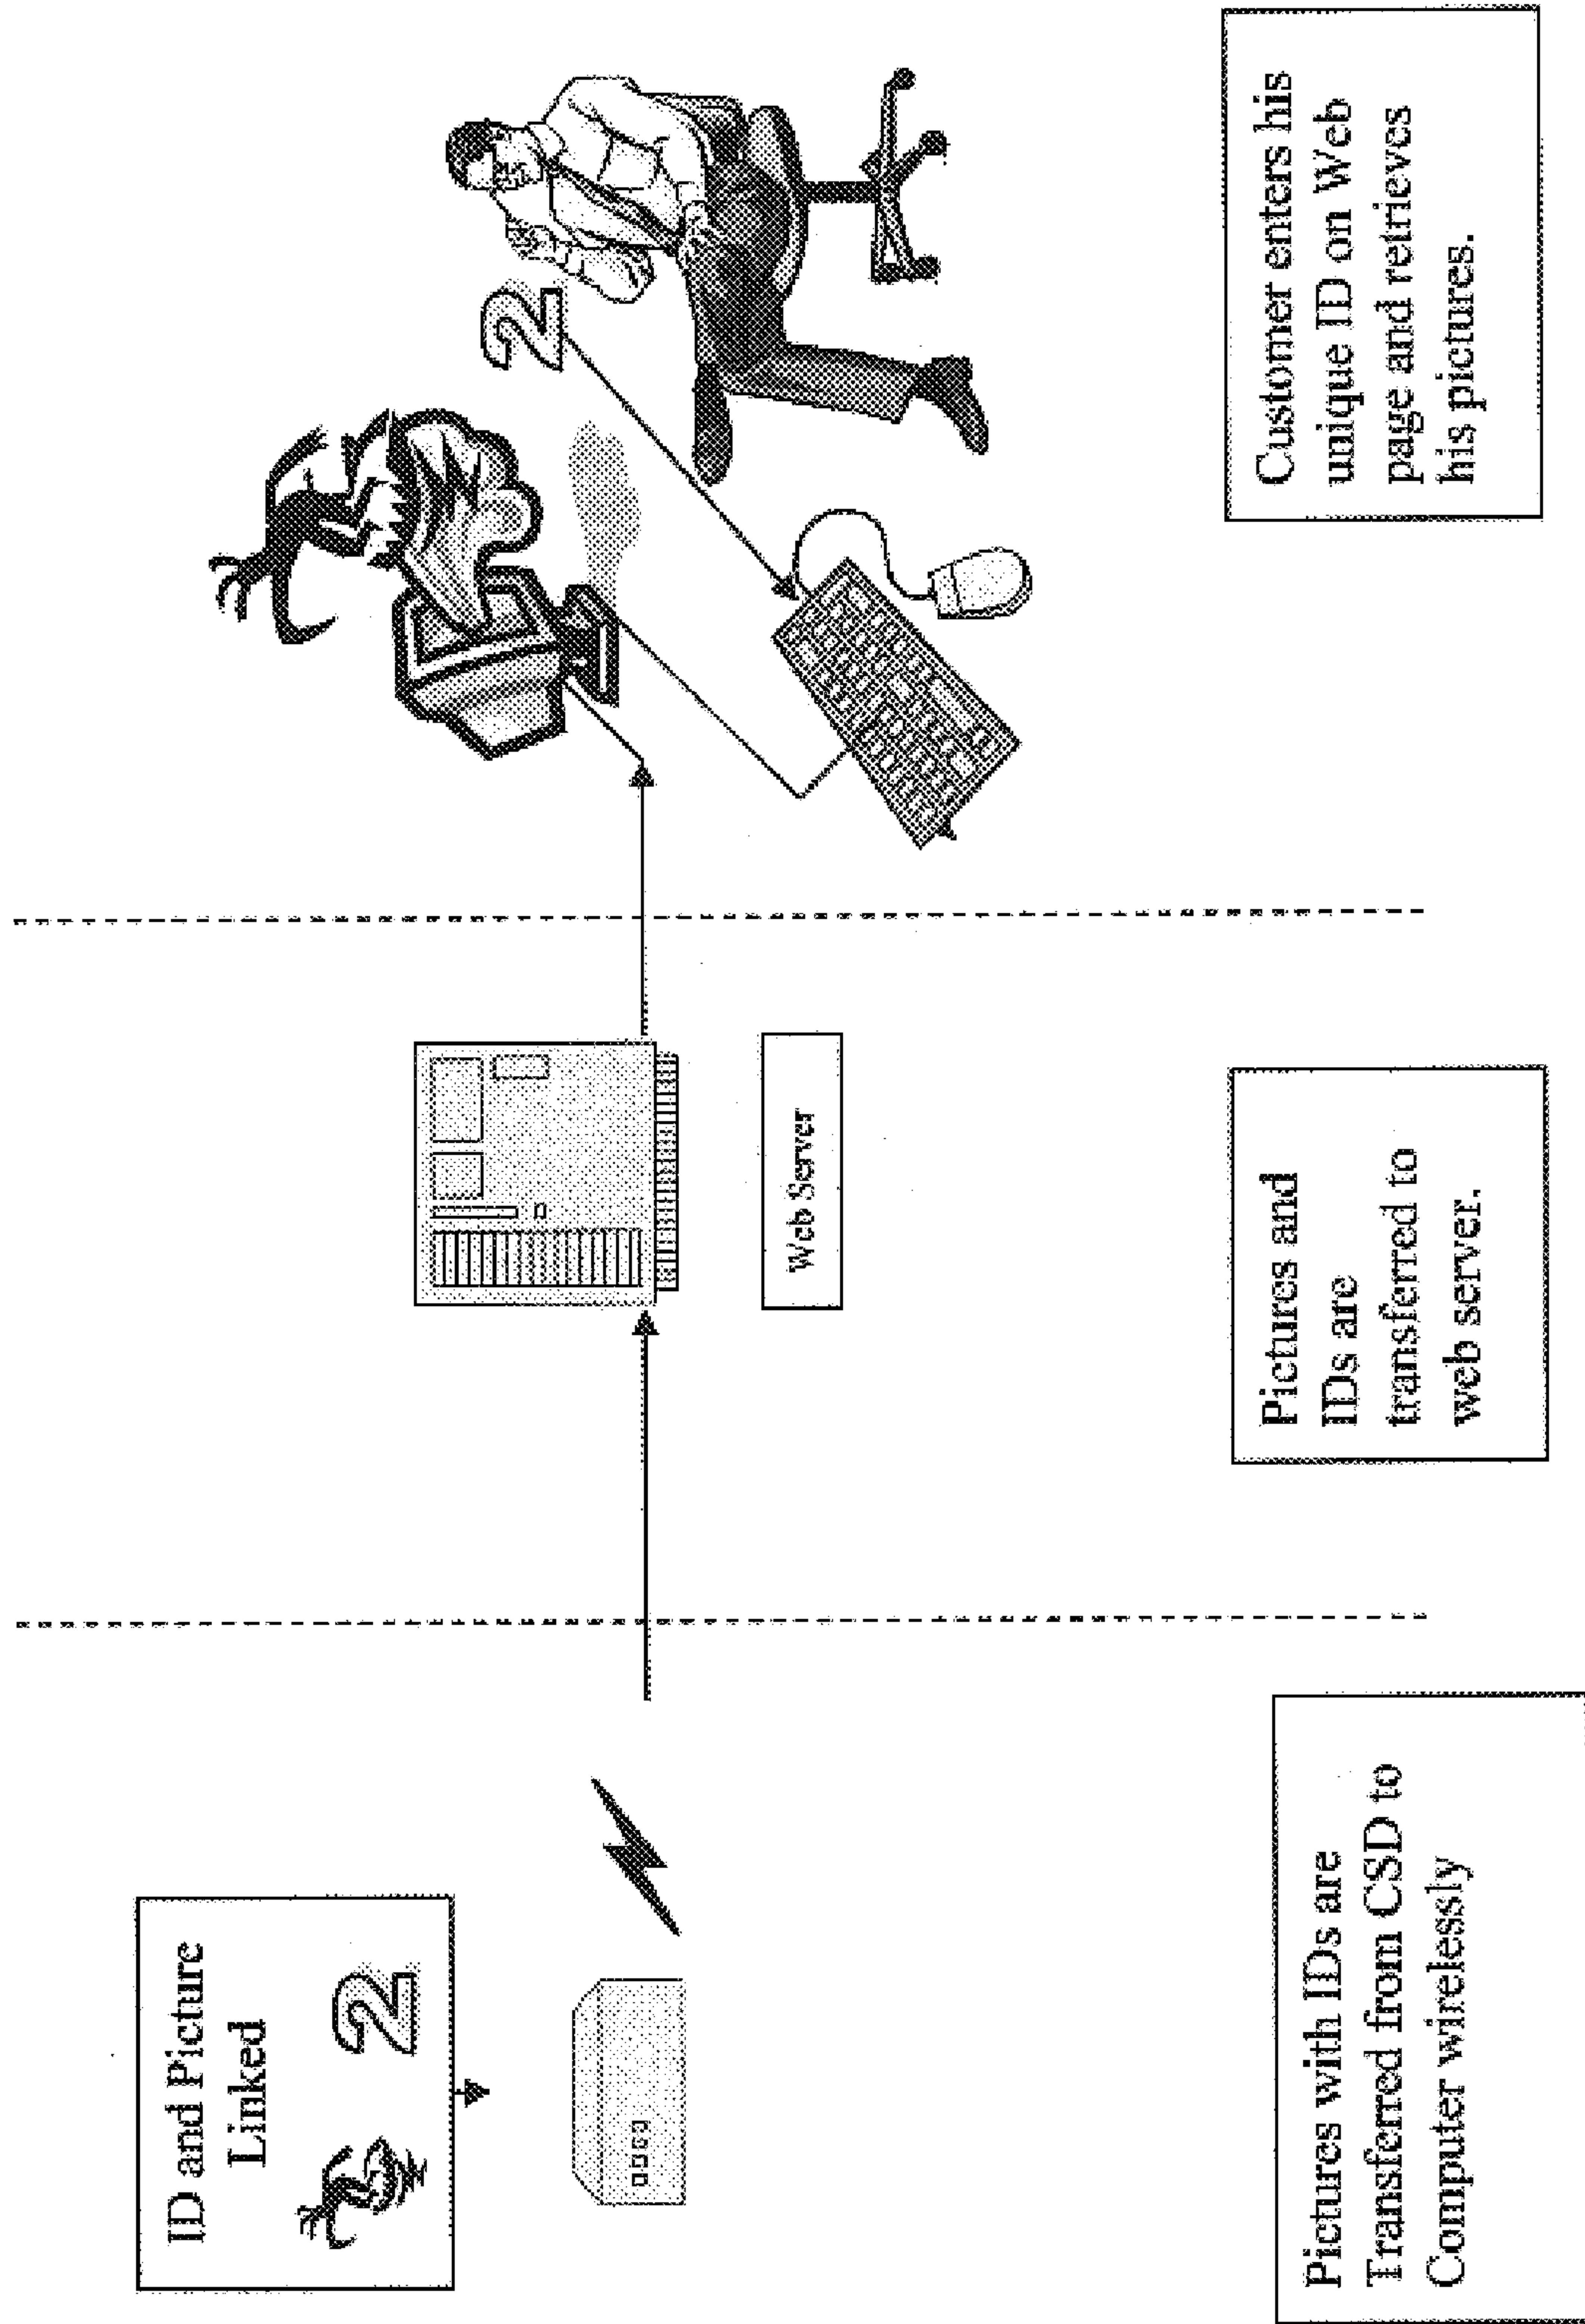 ID and Picture
Linked
2
Pictures with IDs are
Transferred from CSD to
Computer wirelessly
Web Server
Pictures and
IDs are
transferred to
web server.
2
Customer enters his
unique ID on Web
page and retrieves
his pictures.